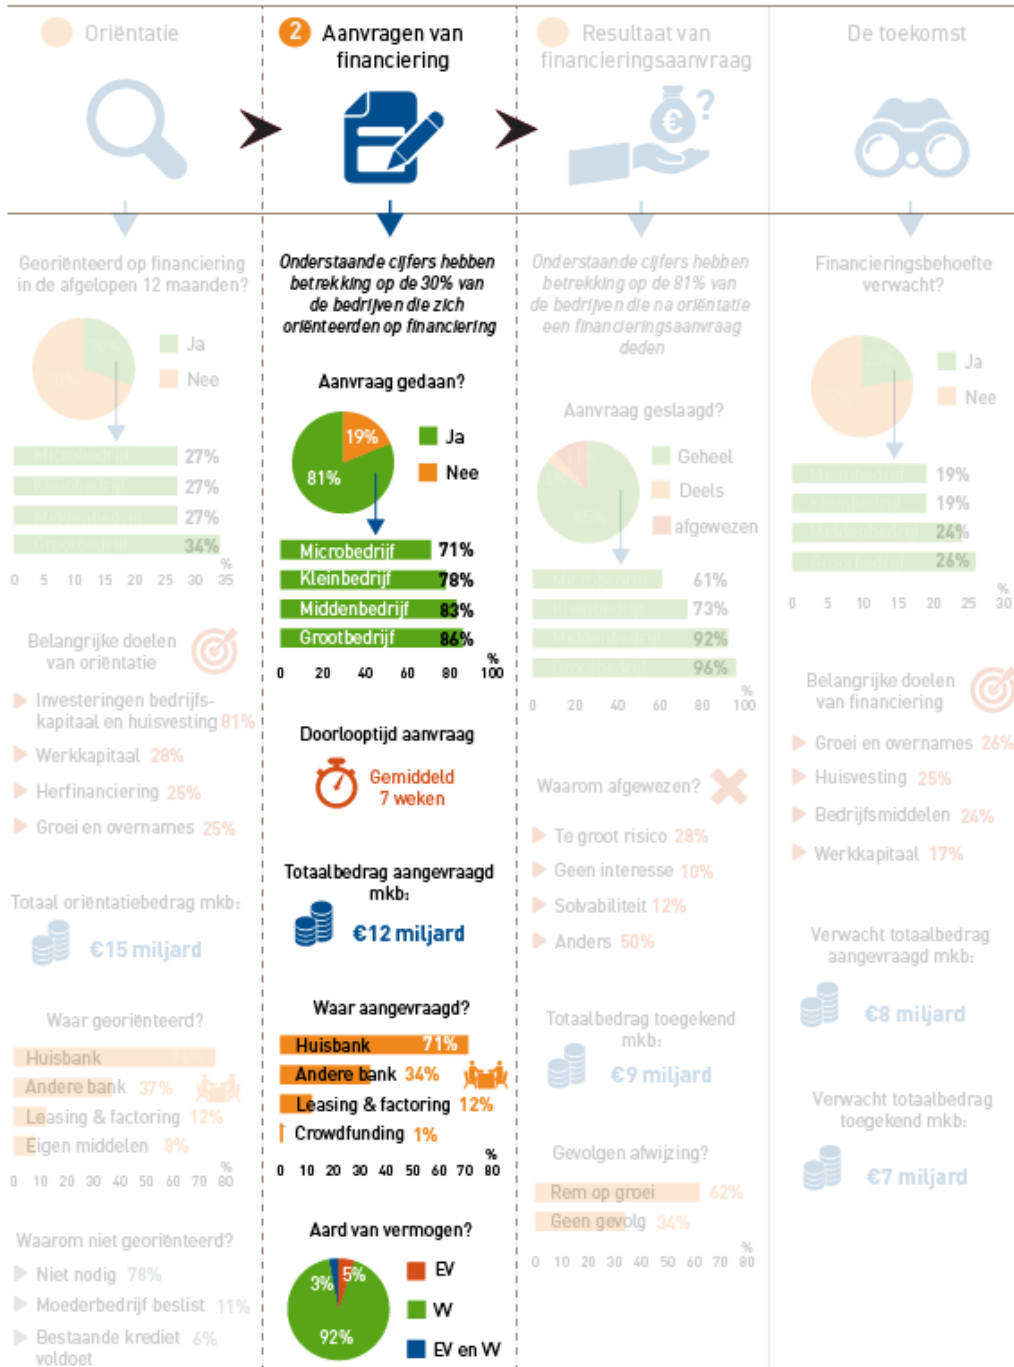 Oriëntatie
Georiënteerd op financiering
in de afgelopen 12 maanden?
Ja
Nee
Microbedrijf 27%
Kleinbedrijf 27%
Middenbedrijf 27%
Grootbedrijf 34%
%
0 5 10 15 20 25 30 35
Belangrijke doelen
van oriëntatie
Investeringen bedrijfs-
kapitaal en huisvesting 81%
Werkkapitaal 28%
Herfinanciering 25%
Groei en overnames 25%
Totaal oriëntatiebedrag mkb:
€15 miljard
Waar georiënteerd?
Huisbank
Andere bank 37%
Leasing & factoring 12%
Eigen middelen 8%
%
0 10 20 30 40 50 60 70 80
Waarom niet georiënteerd?
Niet nodig 78%
Moederbedrijf beslist 11%
Bestaande krediet 6%
voldoet
2 Aanvragen van
financiering
Onderstaande cijfers hebben
betrekking op de 30% van
de bedrijven die zich
oriënteerden op financiering
Aanvraag gedaan?
19%
81%
Ja
Nee
Microbedrijf 71%
Kleinbedrijf 78%
Middenbedrijf 83%
Grootbedrijf 86%
%
0 20 40 60 80 100
Doorlooptijd aanvraag
Gemiddeld
7 weken
Totaalbedrag aangevraagd
mkb:
€12 miljard
Waar aangevraagd?
Huisbank 71%
Andere bank 34%
Leasing & factoring 12%
Crowdfunding 1%
%
0 10 20 30 40 50 60 70 80
Aard van vermogen?
3% 5%
92%
EV
VV
EV en VV
Resultaat van
financieringsaanvraag
€ ?
Onderstaande cijfers hebben
betrekking op de 81% van
de bedrijven die na oriëntatie
een financieringsaanvraag
deden
Aanvraag geslaagd?
Geheel
Deels
afgewezen
Microbedrijf 61%
Kleinbedrijf 73%
Middenbedrijf 92%
Grootbedrijf 96%
%
0 20 40 60 80 100
Waarom afgewezen?
Te groot risico 28%
Geen interesse 10%
Solvabiliteit 12%
Anders 50%
Totaalbedrag toegekend
mkb:
€9 miljard
Gevolgen afwijzing?
Rem op groei 62%
Geen gevolg 34%
%
0 10 20 30 40 50 60 70 80
De toekomst
Financieringsbehoefte
verwacht?
Ja
Nee
Microbedrijf 19%
Kleinbedrijf 19%
Middenbedrijf 24%
Grootbedrijf 26%
%
0 5 10 15 20 25 30
Belangrijke doelen
van financiering
Groei en overnames 26%
Huisvesting 25%
Bedrijfsmiddelen 24%
Werkkapitaal 17%
Verwacht totaalbedrag
aangevraagd mkb:
€8 miljard
Verwacht totaalbedrag
toegekend mkb:
€7 miljard